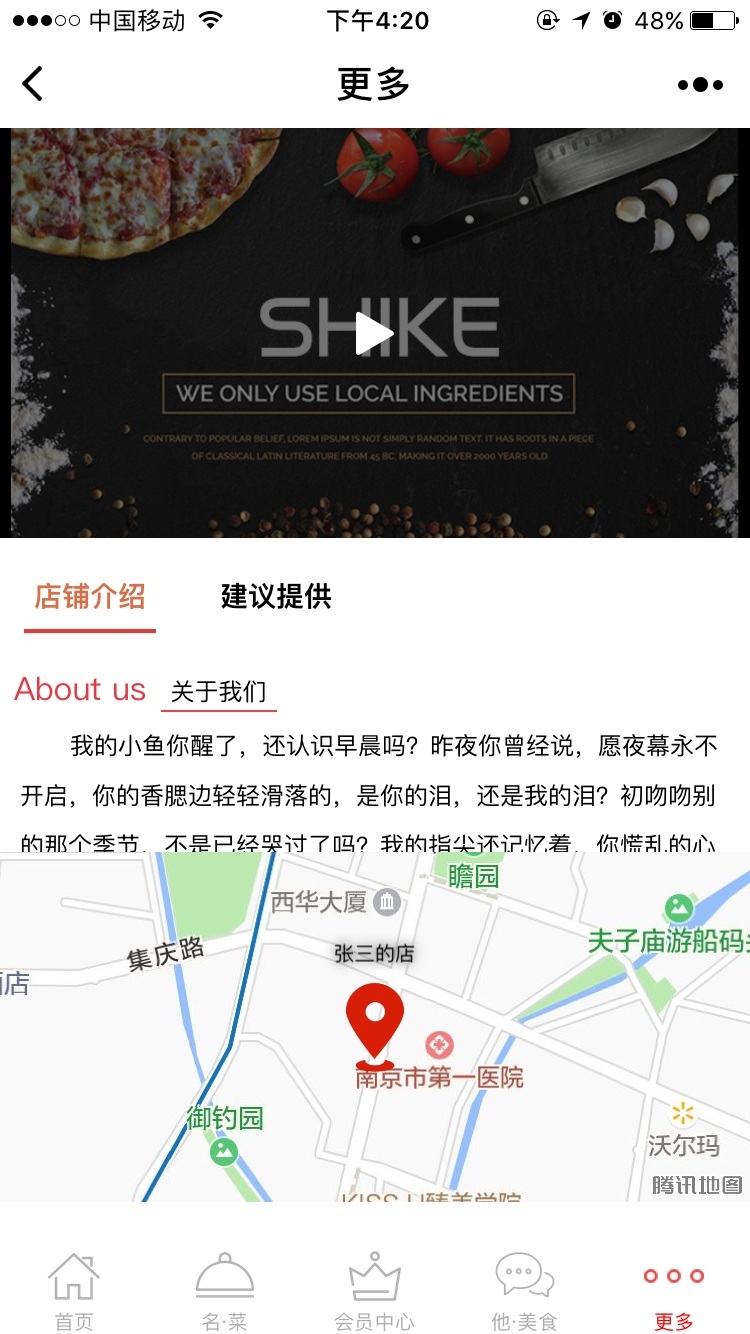 中国移动
下午4:20
48%
更多
SHIKE
WE ONLY USE LOCAL INGREDIENTS
CONTRARY TO POPULAR BELIEF, LOREM IPSUM IS NOT SIMPLY RANDOM TEXT. IT HAS ROOTS IN A PIECE
OF CLASSICAL LATIN LITERATURE FROM 45 BC, MAKING IT OVER 2000 YEARS OLD
店铺介绍
建议提供
About us
关于我们
我的小鱼你醒了，还认识早晨吗？昨夜你曾经说，愿夜幕永不
开启，你的香腮边轻轻滑落的，是你的泪，还是我的泪？初吻吻别
的那个季节，不是已经哭过了吗？我的指尖还记忆着，你慌乱的心
瞻园
西华大厦
夫子庙游船码
集庆路
张三的店
店
南京市第一医院
御钓园
沃尔玛
腾讯地图
首页
名·菜
会员中心
他·美食
更多